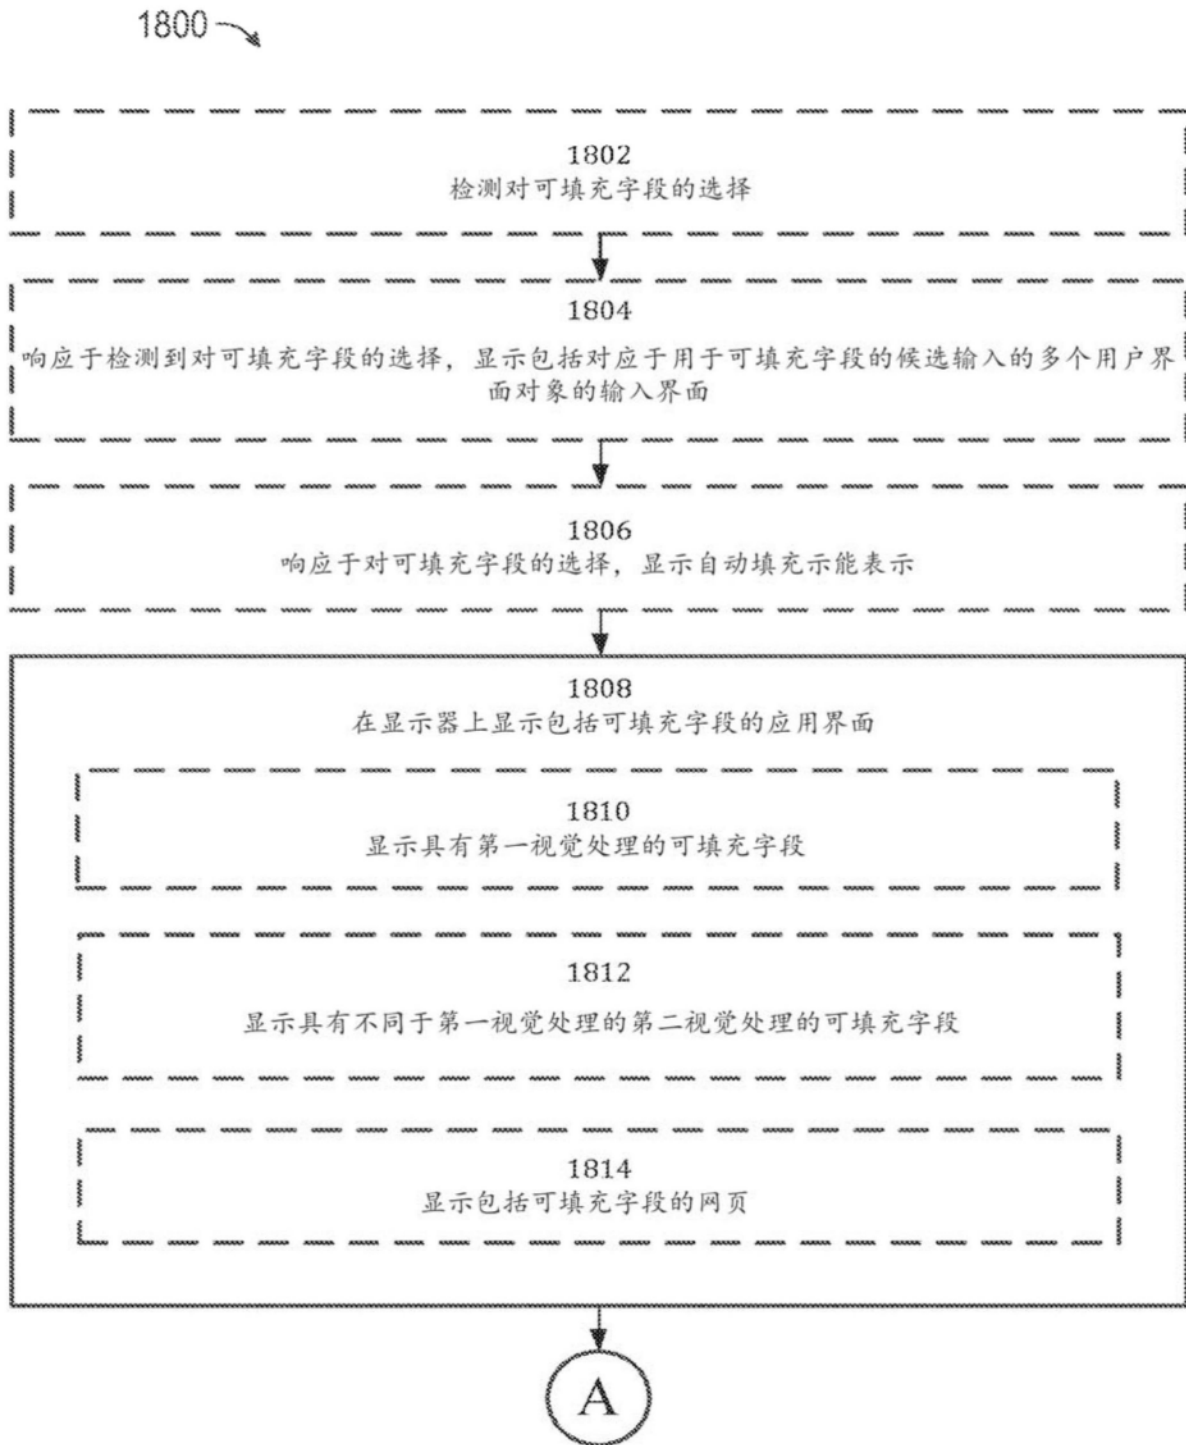 1800
1802
检测对可填充字段的选择
1804
响应于检测到对可填充字段的选择，显示包括对应于用于可填充字段的候选输入的多个用户界
面对象的输入界面
1806
响应于对可填充字段的选择，显示自动填充示能表示
1808
在显示器上显示包括可填充字段的应用界面
1810
显示具有第一视觉处理的可填充字段
1812
显示具有不同于第一视觉处理的第二视觉处理的可填充字段
1814
显示包括可填充字段的网页
A